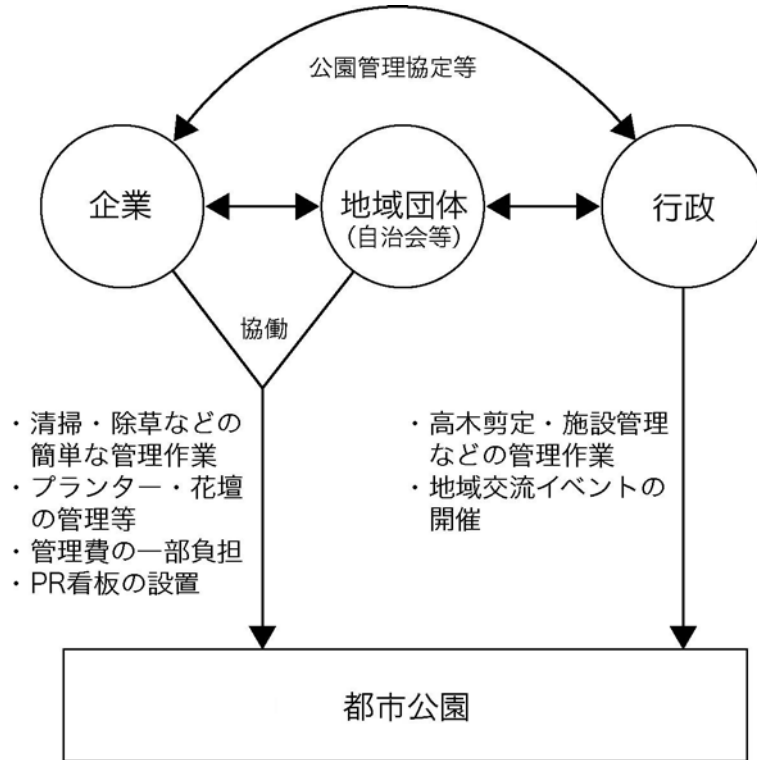 公園管理協定等
企業
地域団体
（自治会等）
行政
協働
・清掃・除草などの
簡単な管理作業
・プランター・花壇
の管理等
・管理費の一部負担
・PR看板の設置
・高木剪定・施設管理
などの管理作業
・地域交流イベントの
開催
都市公園